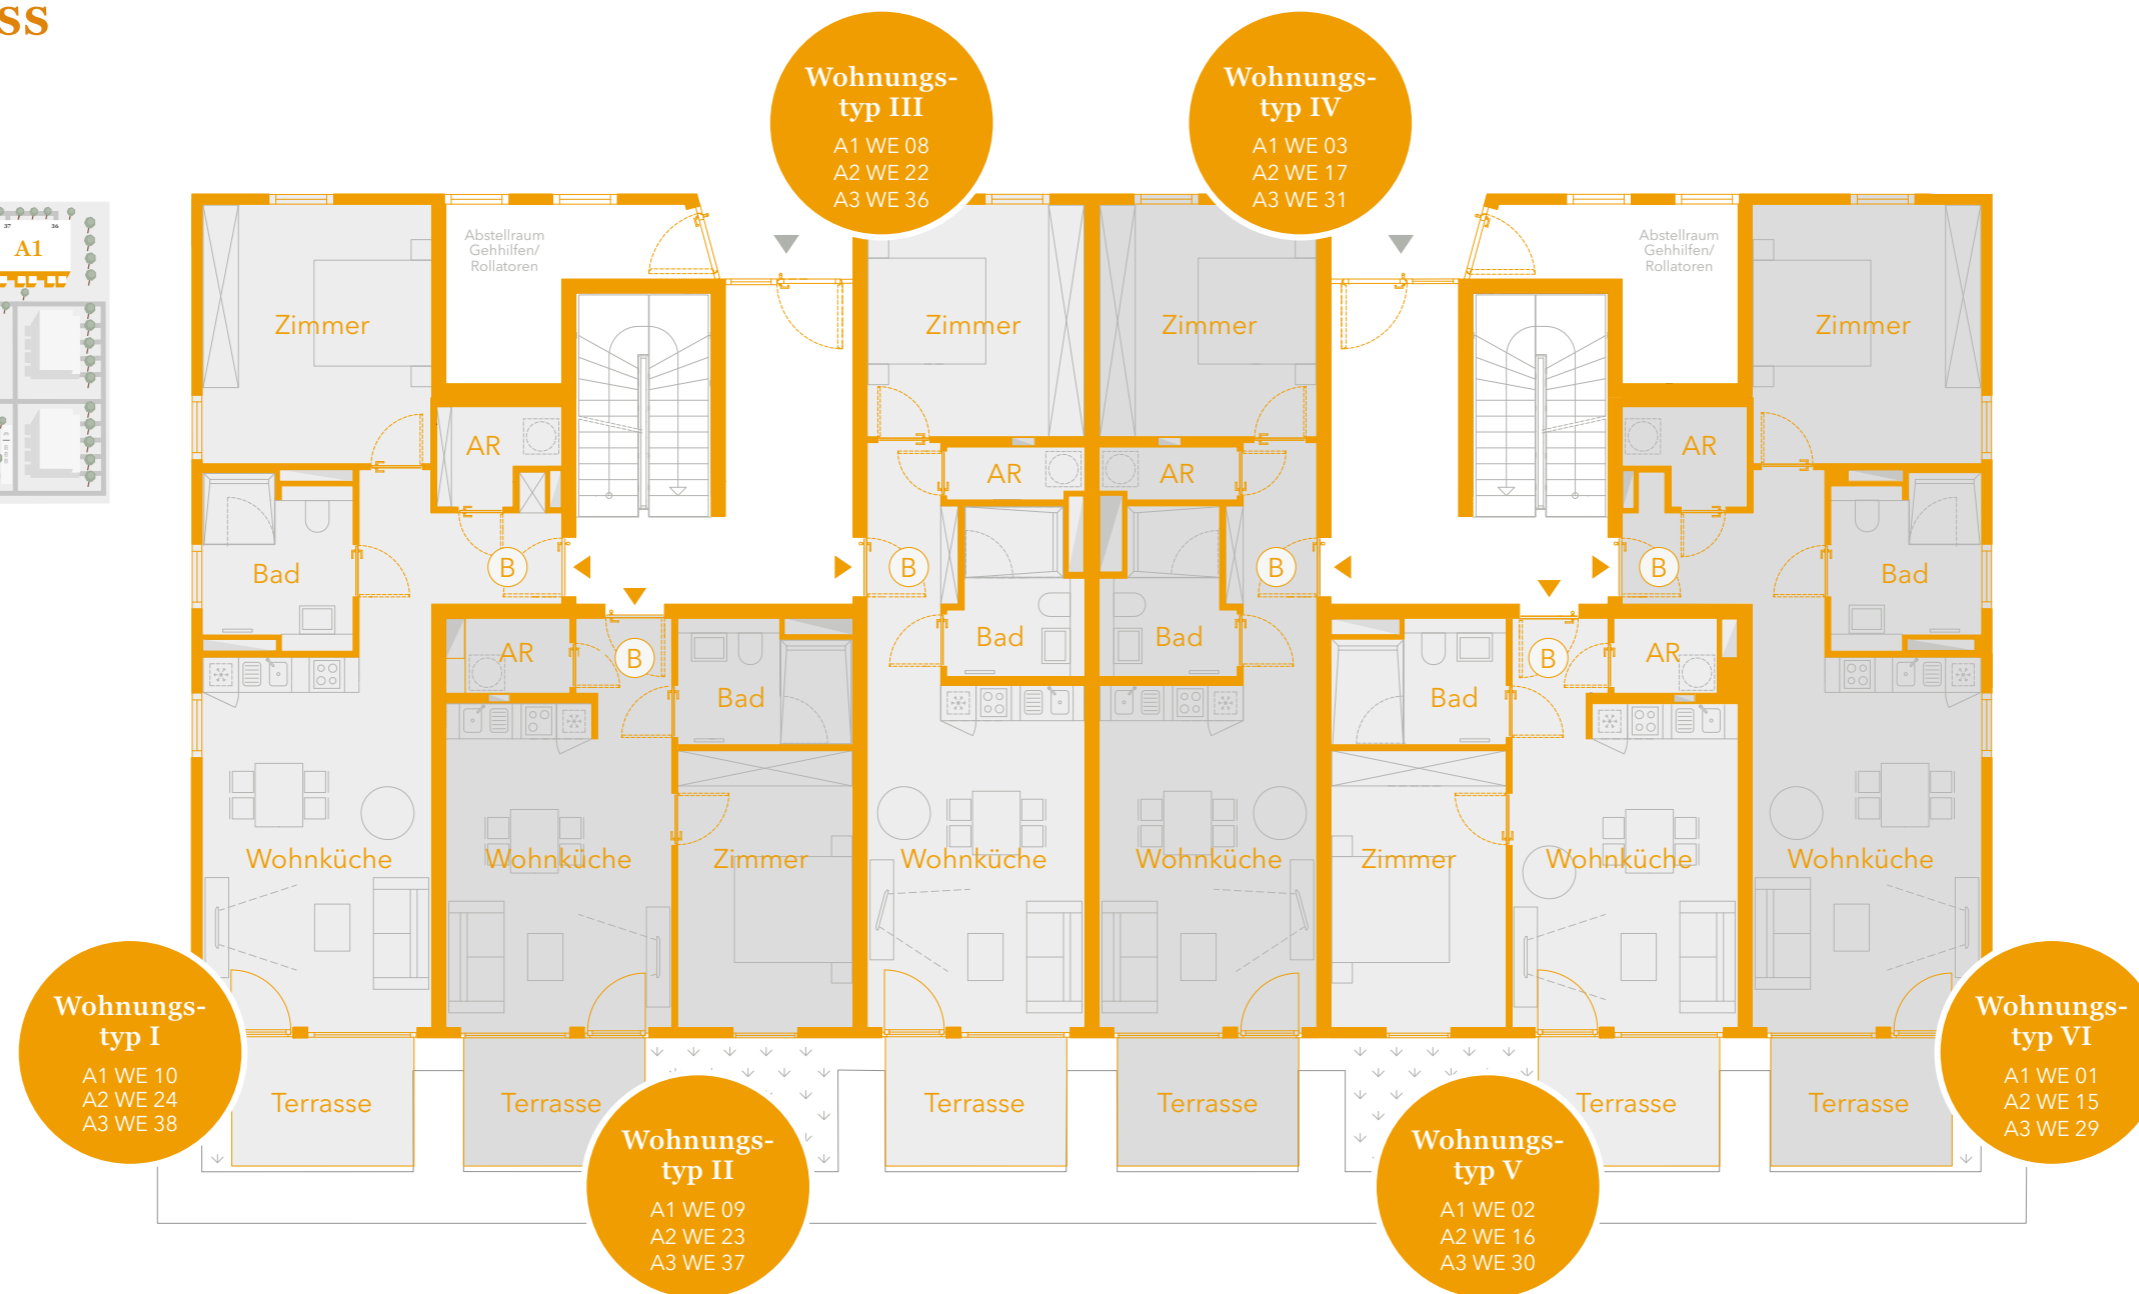 ss
Wohnungs-
typ III
A1 WE 08
A2 WE 22
A3 WE 36
Wohnungs-
typ IV
A1 WE 03
A2 WE 17
A3 WE 31
37 36
A1
Abstellraum
Gehhilfen/
Rollatoren
Abstellraum
Gehhilfen/
Rollatoren
Zimmer
Zimmer
Zimmer
Zimmer
AR
AR
AR
AR
Bad
B
B
B
B
Bad
AR
B
Bad
Bad
B
AR
Bad
Bad
Wohnküche
Wohnküche
Zimmer
Wohnküche
Wohnküche
Zimmer
Wohnküche
Wohnküche
Wohnungs-
typ I
A1 WE 10
A2 WE 24
A3 WE 38
Wohnungs-
typ VI
A1 WE 01
A2 WE 15
A3 WE 29
Terrasse
Terrasse
Terrasse
Terrasse
Terrasse
Terrasse
Wohnungs-
typ II
A1 WE 09
A2 WE 23
A3 WE 37
Wohnungs-
typ V
A1 WE 02
A2 WE 16
A3 WE 30